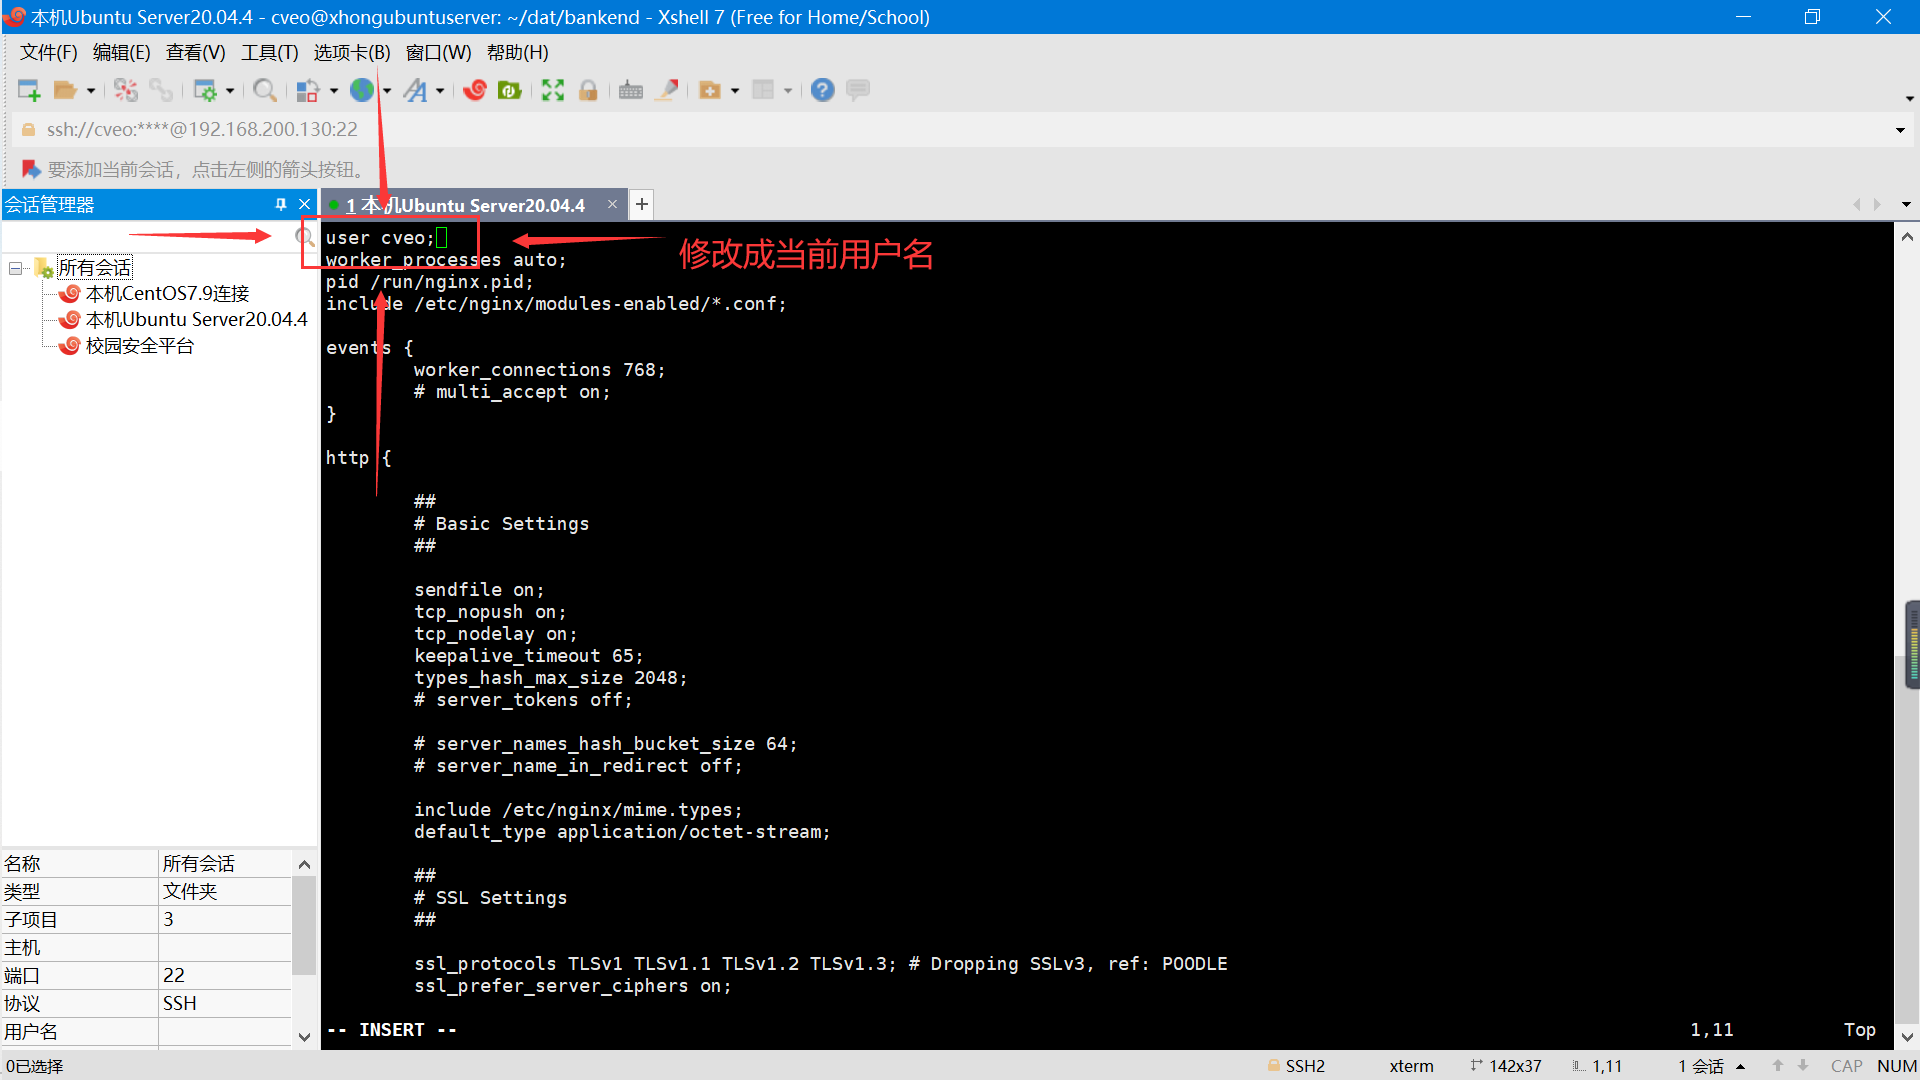 本机Ubuntu Server20.04.4 - cveo@xhongubuntuserver: ~/dat/bankend - Xshell 7 (Free for Home/School)
文件(F) 编辑(E) 查看(V) 工具(T) 选项卡(B) 窗口(W) 帮助(H)
ssh://cveo:****@192.168.200.130:22
要添加当前会话，点击左侧的箭头按钮。
会话管理器
所有会话
本机CentOS7.9连接
本机Ubuntu Server20.04.4
校园安全平台
名称 所有会话
类型 文件夹
子项目 3
主机
端口 22
协议 SSH
用户名
1 本机Ubuntu Server20.04.4
user cveo;
修改成当前用户名
worker_processes auto;
pid /run/nginx.pid;
include /etc/nginx/modules-enabled/*.conf;
events {
worker_connections 768;
# multi_accept on;
}
http {
##
# Basic Settings
##
sendfile on;
tcp_nopush on;
tcp_nodelay on;
keepalive_timeout 65;
types_hash_max_size 2048;
# server_tokens off;
# server_names_hash_bucket_size 64;
# server_name_in_redirect off;
include /etc/nginx/mime.types;
default_type application/octet-stream;
##
# SSL Settings
##
ssl_protocols TLSv1 TLSv1.1 TLSv1.2 TLSv1.3; # Dropping SSLv3, ref: POODLE
ssl_prefer_server_ciphers on;
-- INSERT -- 1,11 Top
0已选择 SSH2 xterm 142x37 1,11 1 会话 CAP NUM